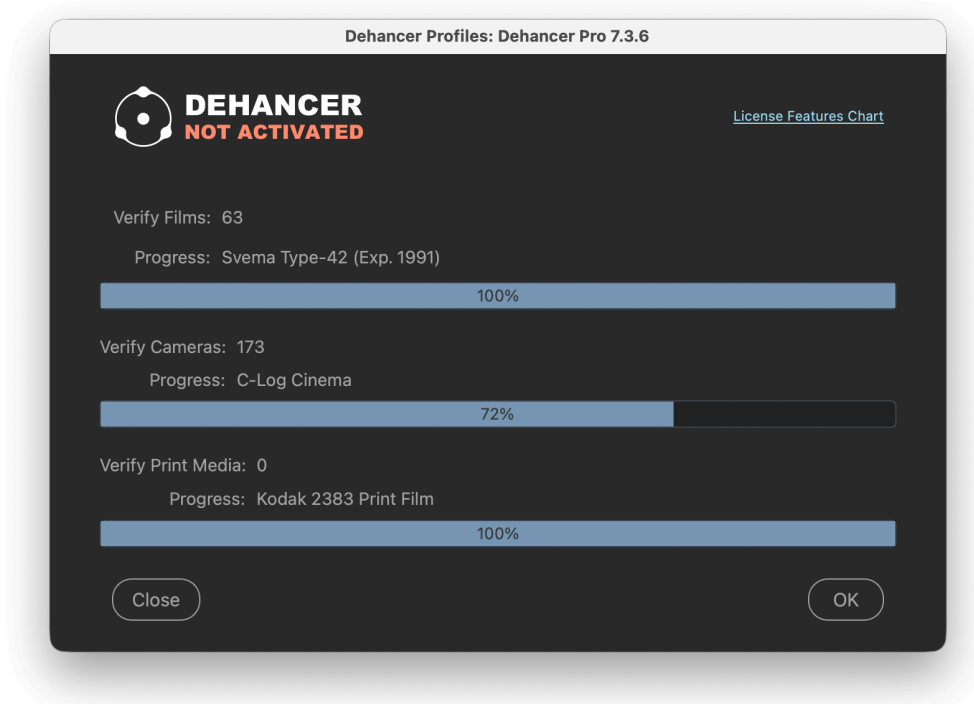 Dehancer Profiles: Dehancer Pro 7.3.6
DEHANCER
NOT ACTIVATED
License Features Chart
Verify Films: 63
Progress: Svema Type-42 (Exp. 1991)
100%
Verify Cameras: 173
Progress: C-Log Cinema
72%
Verify Print Media: 0
Progress: Kodak 2383 Print Film
100%
Close
OK